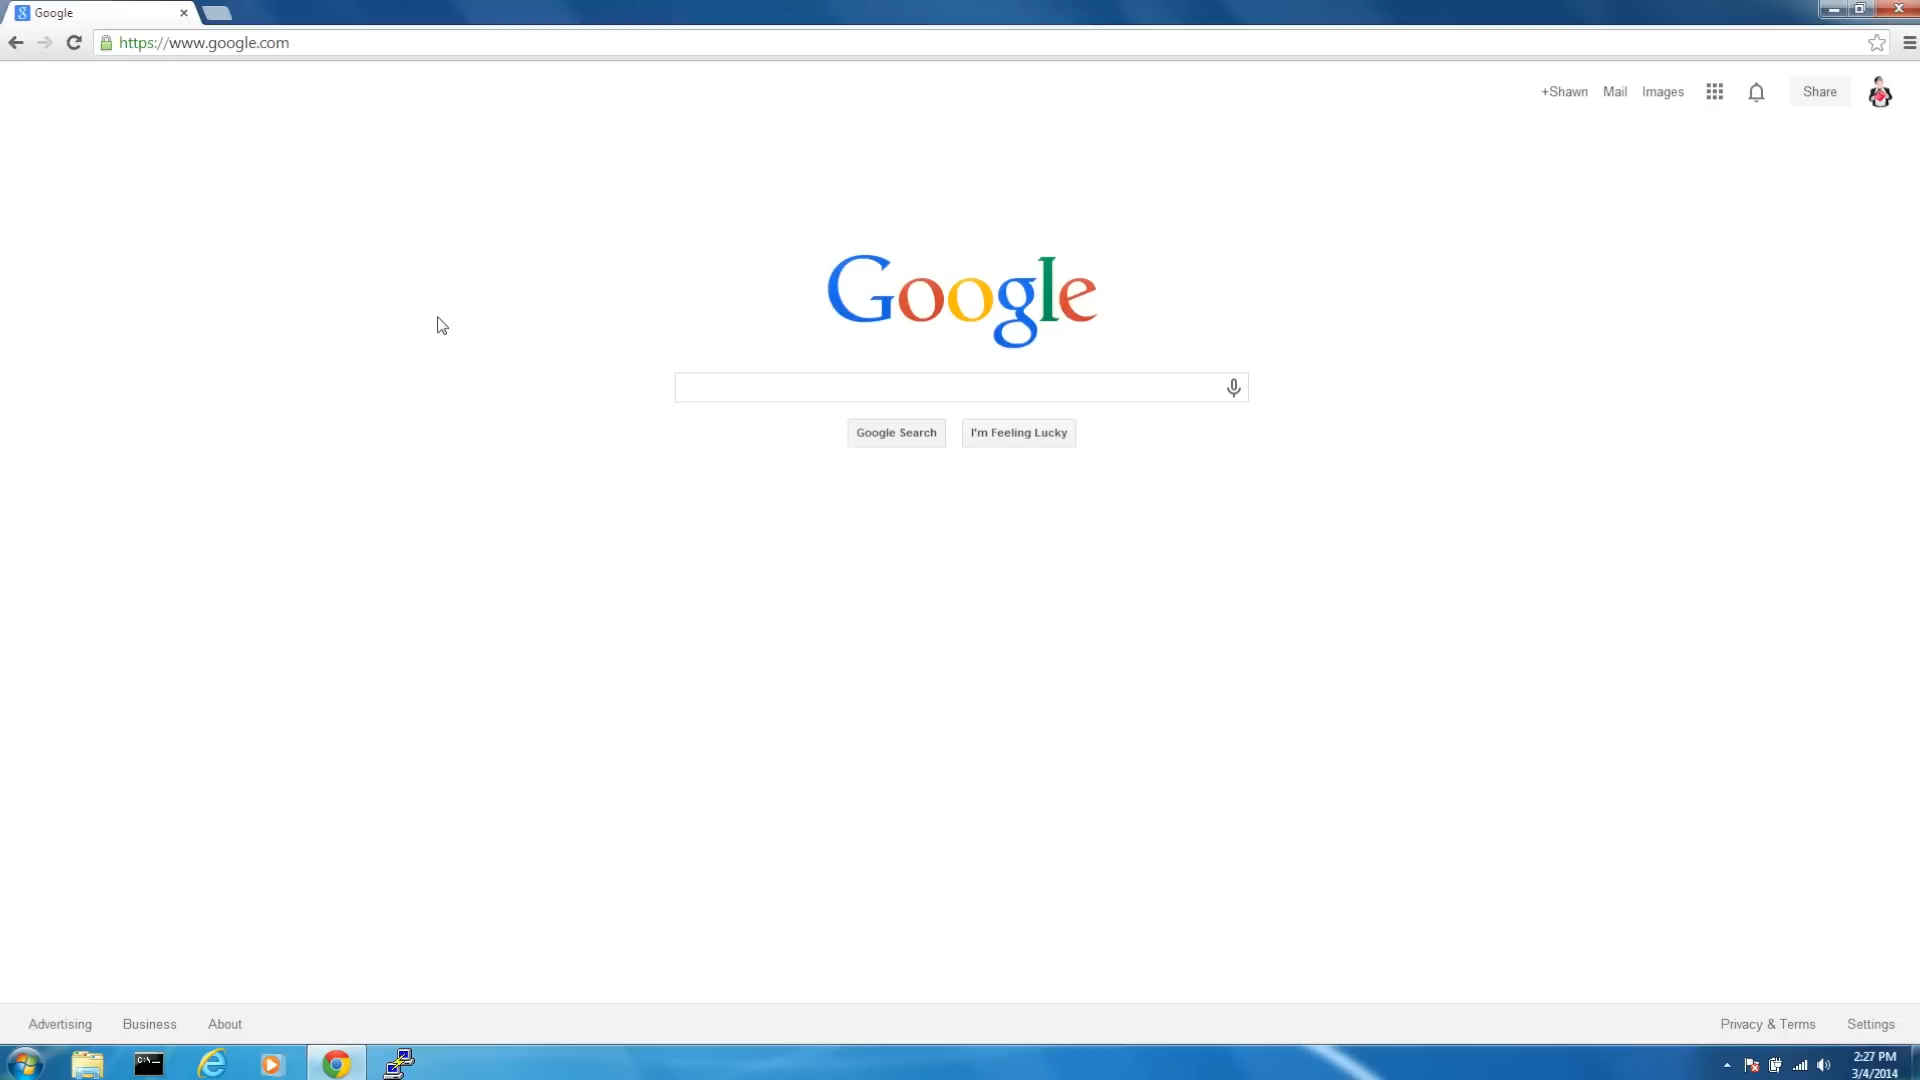 Google
https://www.google.com
+Shawn Mail Images Share
Google
Google Search I'm Feeling Lucky
Advertising Business About Privacy & Terms Settings
C:\
2:27 PM
3/4/2014